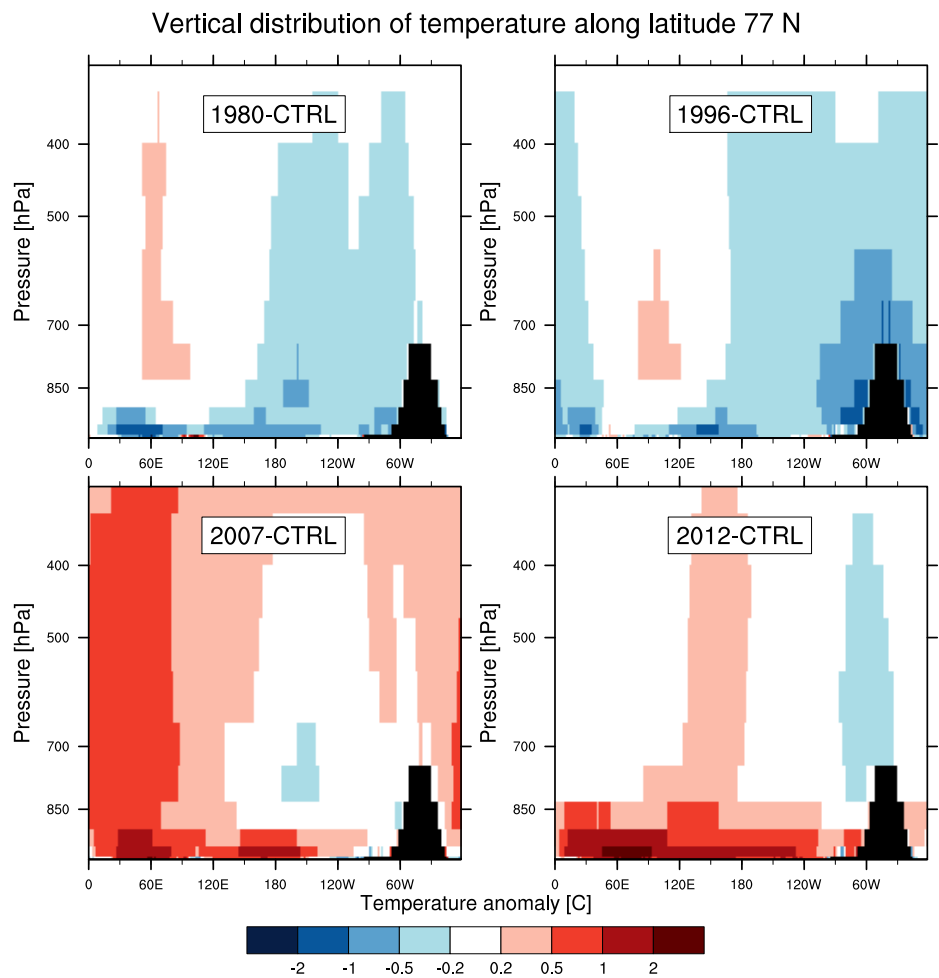 Vertical distribution of temperature along latitude 77 N
1980-CTRL
Pressure [hPa]
400
500
700
850
0 60E 120E 180 120W 60W
1996-CTRL
Pressure [hPa]
400
500
700
850
0 60E 120E 180 120W 60W
2007-CTRL
Pressure [hPa]
400
500
700
850
0 60E 120E 180 120W 60W
2012-CTRL
Pressure [hPa]
400
500
700
850
0 60E 120E 180 120W 60W
Temperature anomaly [C]
-2 -1 -0.5 -0.2 0.2 0.5 1 2